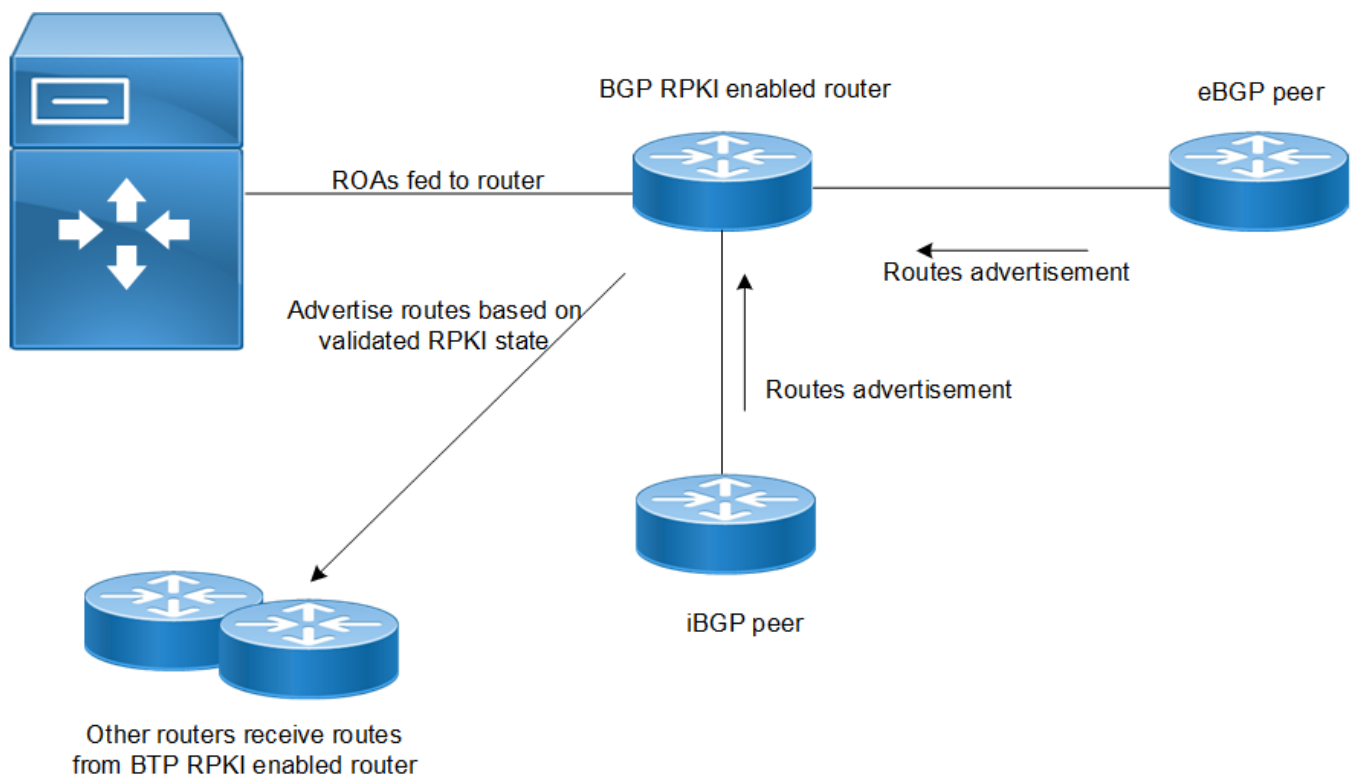 BGP RPKI enabled router
eBGP peer
ROAs fed to router
Routes advertisement
Advertise routes based on
validated RPKI state
Routes advertisement
iBGP peer
Other routers receive routes
from BTP RPKI enabled router